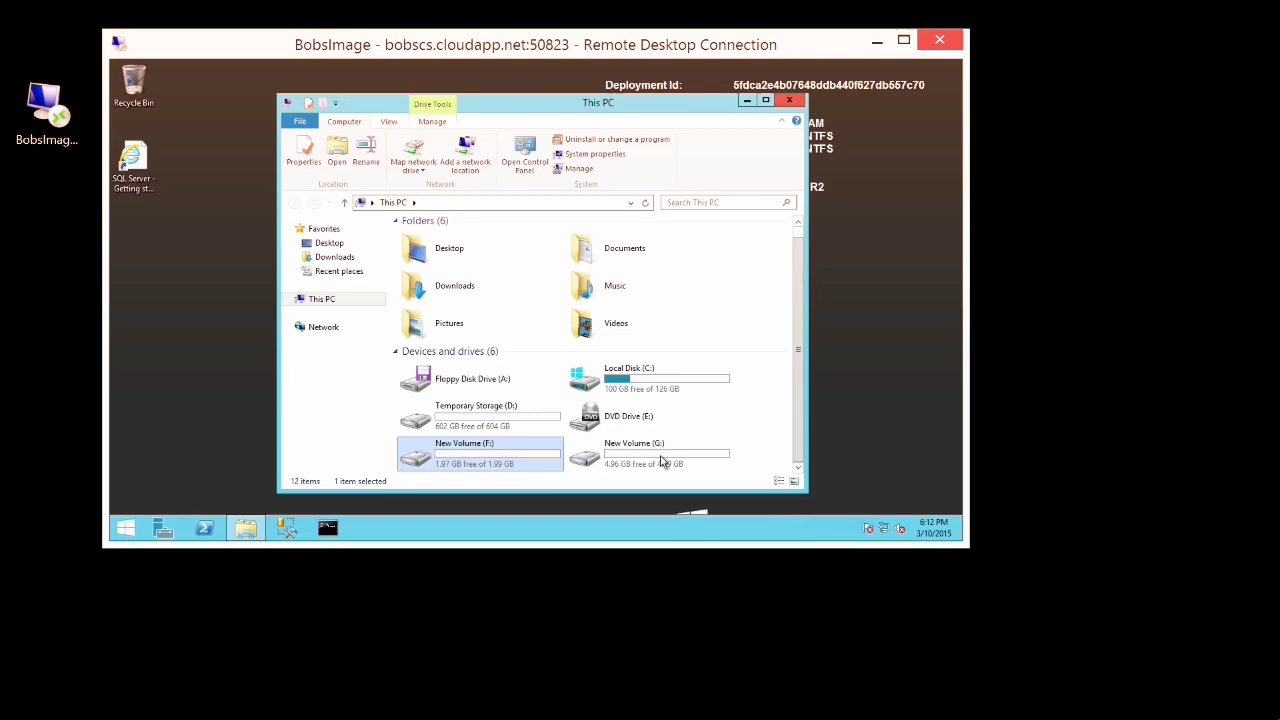 BobsImage - bobscs.cloudapp.net:50823 - Remote Desktop Connection
BobsImag...
Recycle Bin
SQL Server -
Getting st...
Deployment Id:
5fdca2e4b07648ddb440f627db557c70
AM
NTFS
NTFS
R2
Drive Tools
This PC
File
Computer
View
Manage
Properties
Open
Rename
Map network
drive
Add a network
location
Open Control
Panel
Uninstall or change a program
System properties
Manage
Location
Network
System
This PC
Search This PC
Favorites
Desktop
Downloads
Recent places
This PC
Network
Folders (6)
Desktop
Documents
Downloads
Music
Pictures
Videos
Devices and drives (6)
Floppy Disk Drive (A:)
Local Disk (C:)
100 GB free of 126 GB
Temporary Storage (D:)
602 GB free of 604 GB
DVD
DVD Drive (E:)
New Volume (F:)
1.97 GB free of 1.99 GB
New Volume (G:)
4.96 GB free of GB
12 items
1 item selected
6:12 PM
3/10/2015